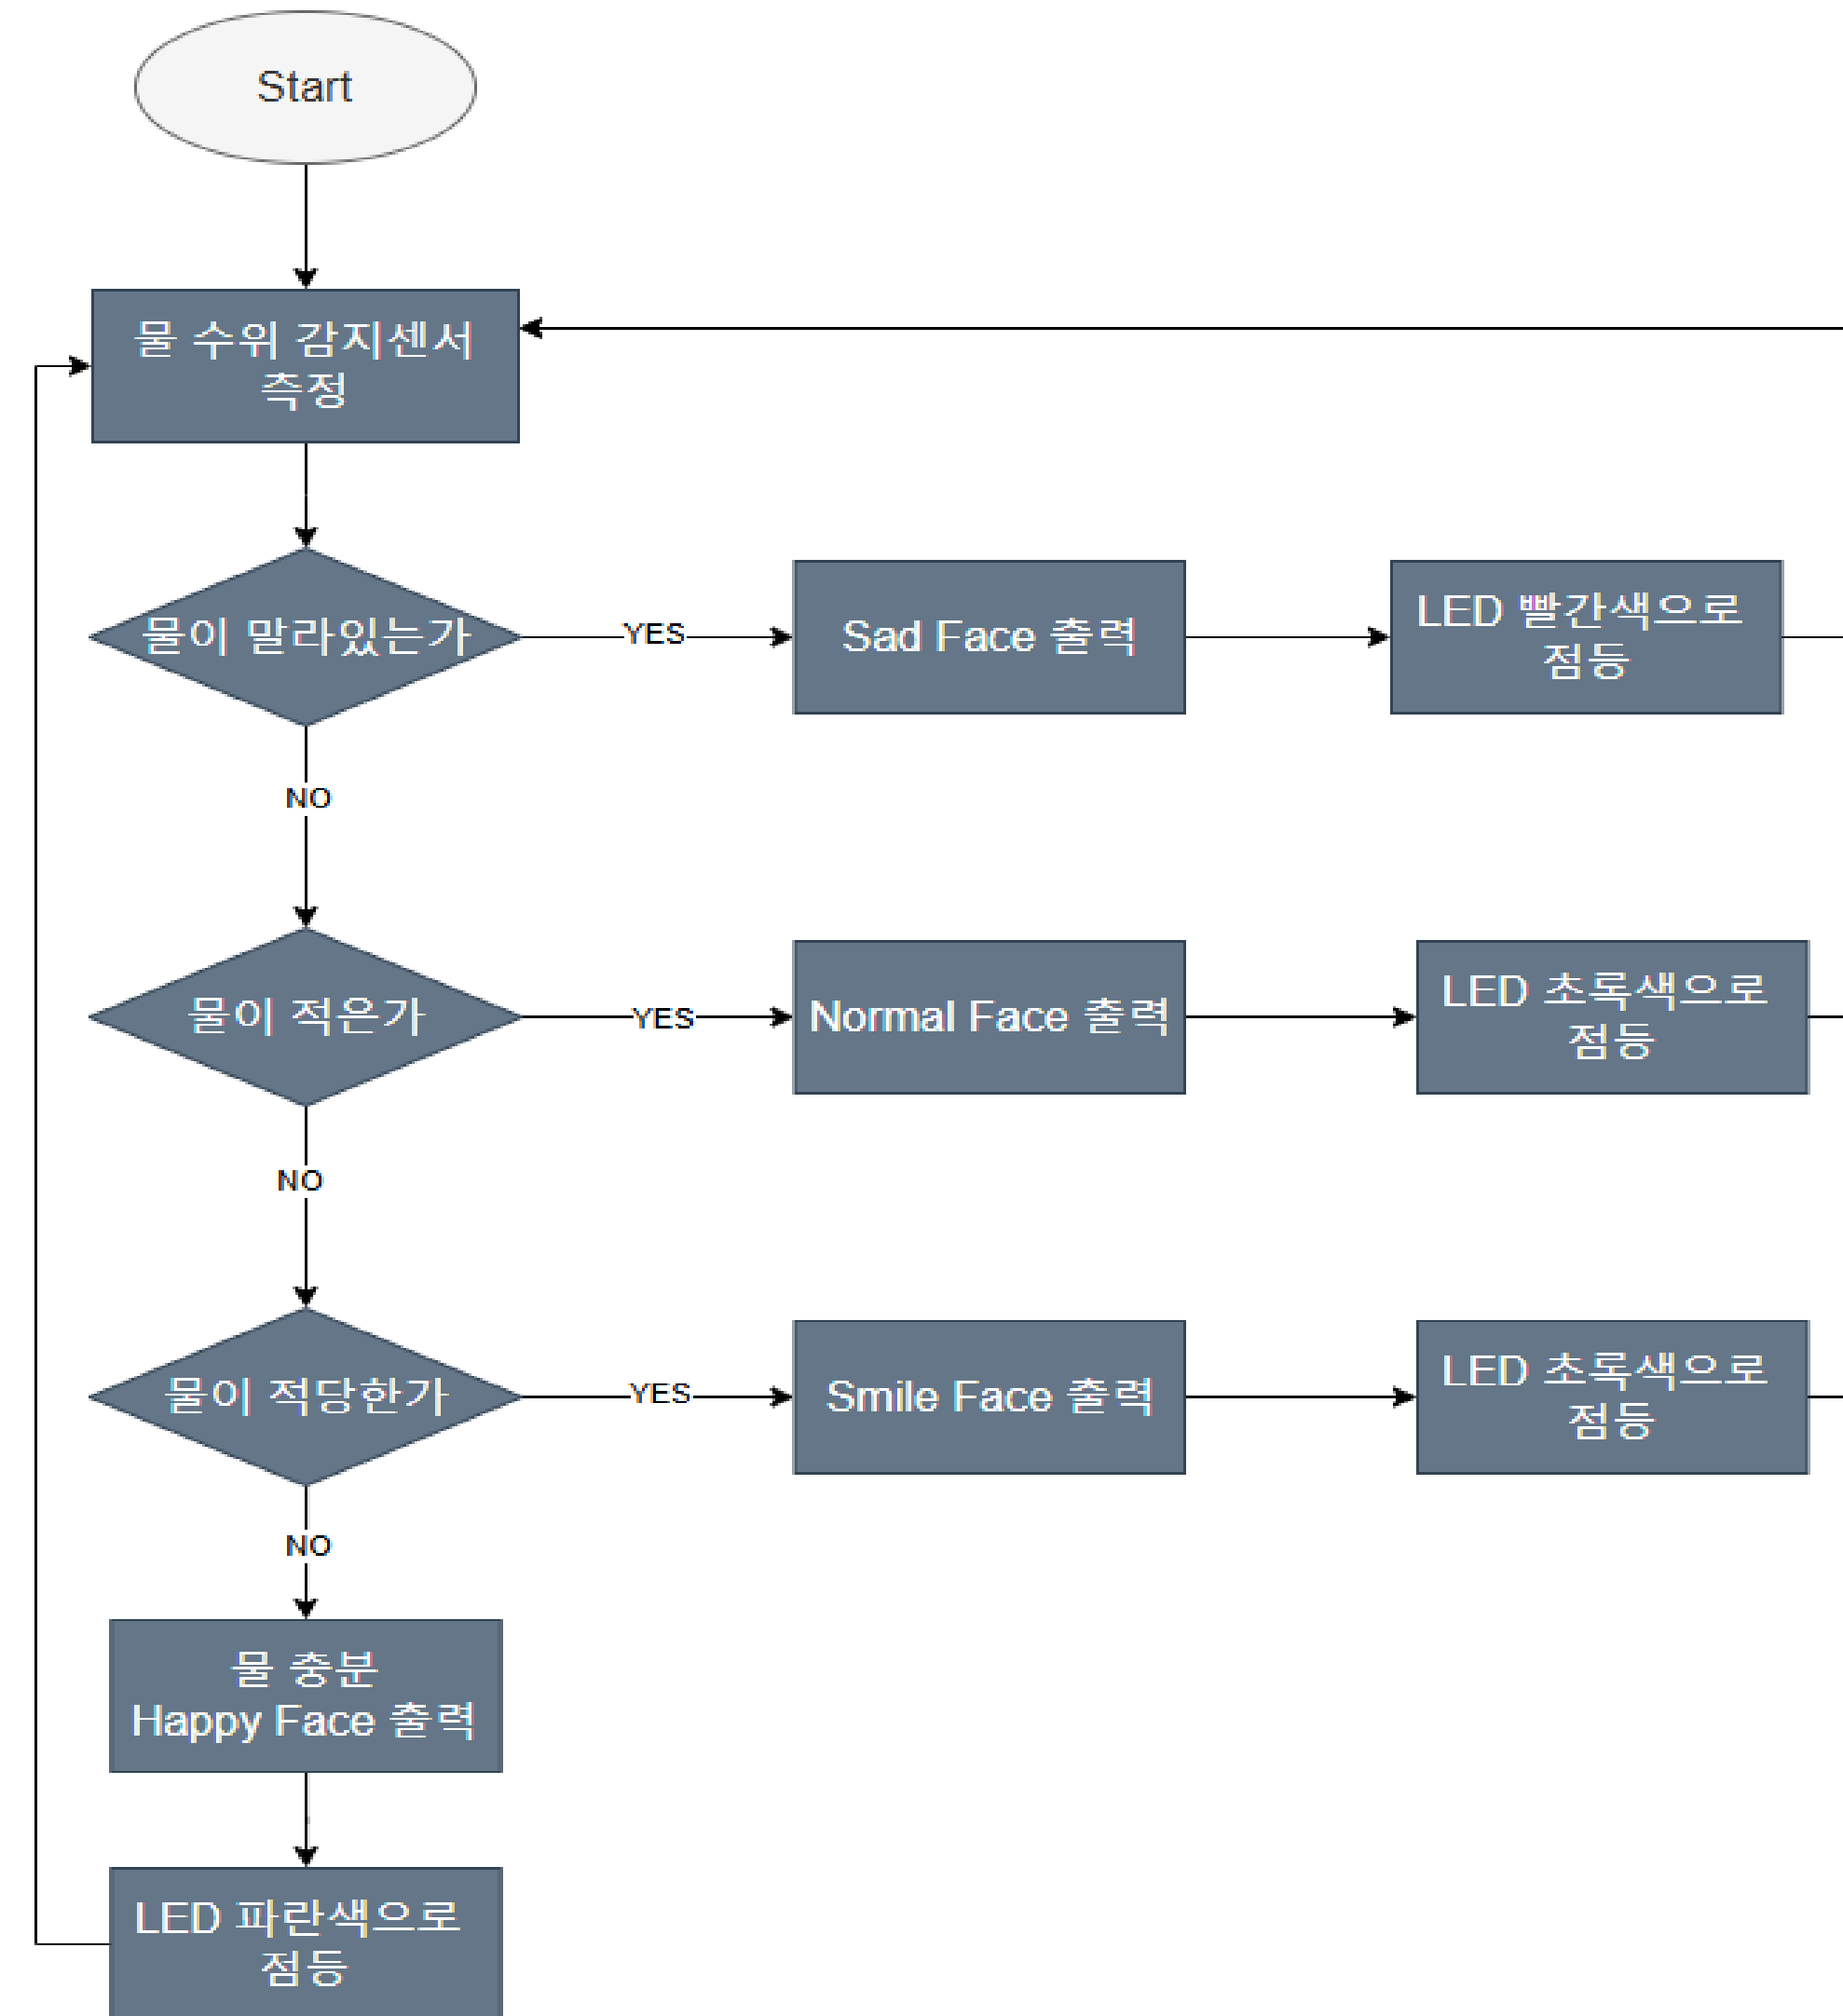 Start
물 수위 감지센서
측정
물이 말라있는가
YES
Sad Face 출력
LED 빨간색으로
점등
NO
물이 적은가
YES
Normal Face 출력
LED 초록색으로
점등
NO
물이 적당한가
YES
Smile Face 출력
LED 초록색으로
점등
NO
물 충분
Happy Face 출력
LED 파란색으로
점등